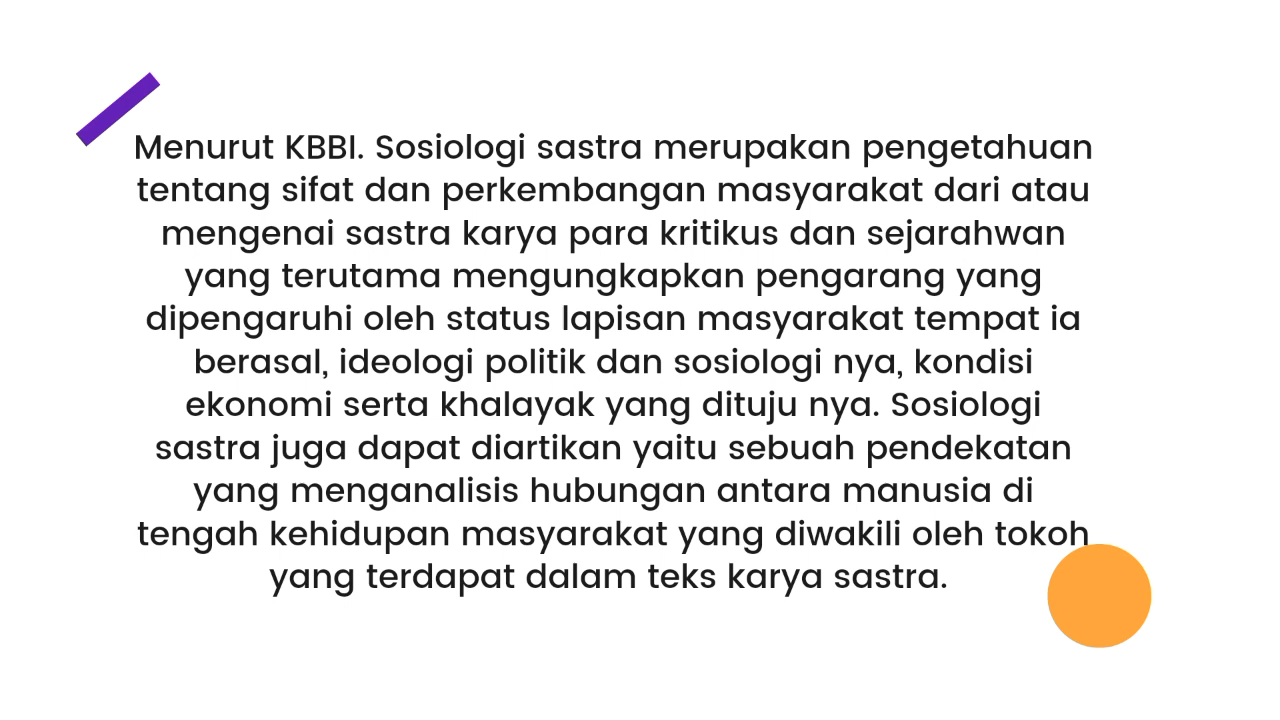 Menurut KBBI. Sosiologi sastra merupakan pengetahuan
tentang sifat dan perkembangan masyarakat dari atau
mengenai sastra karya para kritikus dan sejarahwan
yang terutama mengungkapkan pengarang yang
dipengaruhi oleh status lapisan masyarakat tempat ia
berasal, ideologi politik dan sosiologi nya, kondisi
ekonomi serta khalayak yang dituju nya. Sosiologi
sastra juga dapat diartikan yaitu sebuah pendekatan
yang menganalisis hubungan antara manusia di
tengah kehidupan masyarakat yang diwakili oleh tokoh
yang terdapat dalam teks karya sastra.